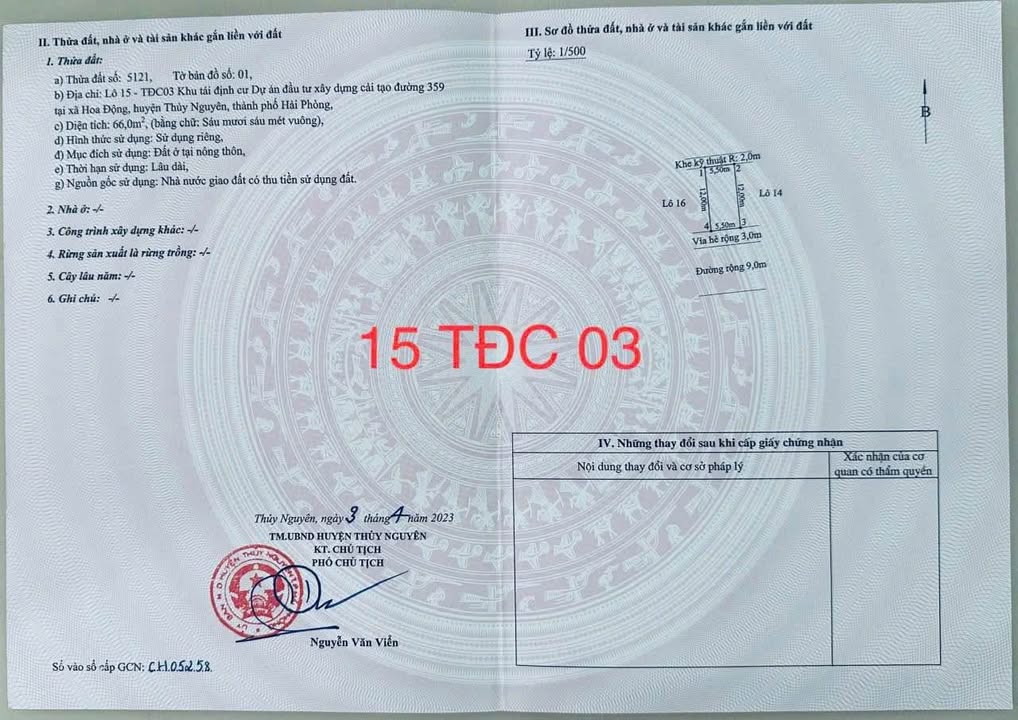 II. Thửa đất, nhà ở và tài sản khác gắn liền với đất
1. Thửa đất:
a) Thửa đất số: 5121, Tờ bản đồ số: 01,
b) Địa chỉ: Lô 15 - TĐC03 Khu tái định cư Dự án đầu tư xây dựng cải tạo đường 359
tại xã Hoa Động, huyện Thủy Nguyên, thành phố Hải Phòng,
c) Diện tích: 66,0m², (bằng chữ: Sáu mươi sáu mét vuông),
d) Hình thức sử dụng: Sử dụng riêng,
đ) Mục đích sử dụng: Đất ở tại nông thôn,
e) Thời hạn sử dụng: Lâu dài,
g) Nguồn gốc sử dụng: Nhà nước giao đất có thu tiền sử dụng đất.
2. Nhà ở: -/-
3. Công trình xây dựng khác: -/-
4. Rừng sản xuất là rừng trồng: -/-
5. Cây lâu năm: -/-
6. Ghi chú: -/-
Thủy Nguyên, ngày 3 tháng 4 năm 2023
TM.UBND HUYỆN THỦY NGUYÊN
KT. CHỦ TỊCH
PHÓ CHỦ TỊCH
Nguyễn Văn Viển
Số vào sổ cấp GCN: CH.05258.
III. Sơ đồ thửa đất, nhà ở và tài sản khác gắn liền với đất
Tỷ lệ: 1/500
B
Khe kỹ thuật R: 2,0m
1 5,50m 2
12,00m 12,00m
Lô 16 Lô 14
4 5,50m 3
Vỉa hè rộng 3,0m
Đường rộng 9,0m
15 TĐC 03
IV. Những thay đổi sau khi cấp giấy chứng nhận
Nội dung thay đổi và cơ sở pháp lý
Xác nhận của cơ
quan có thẩm quyền